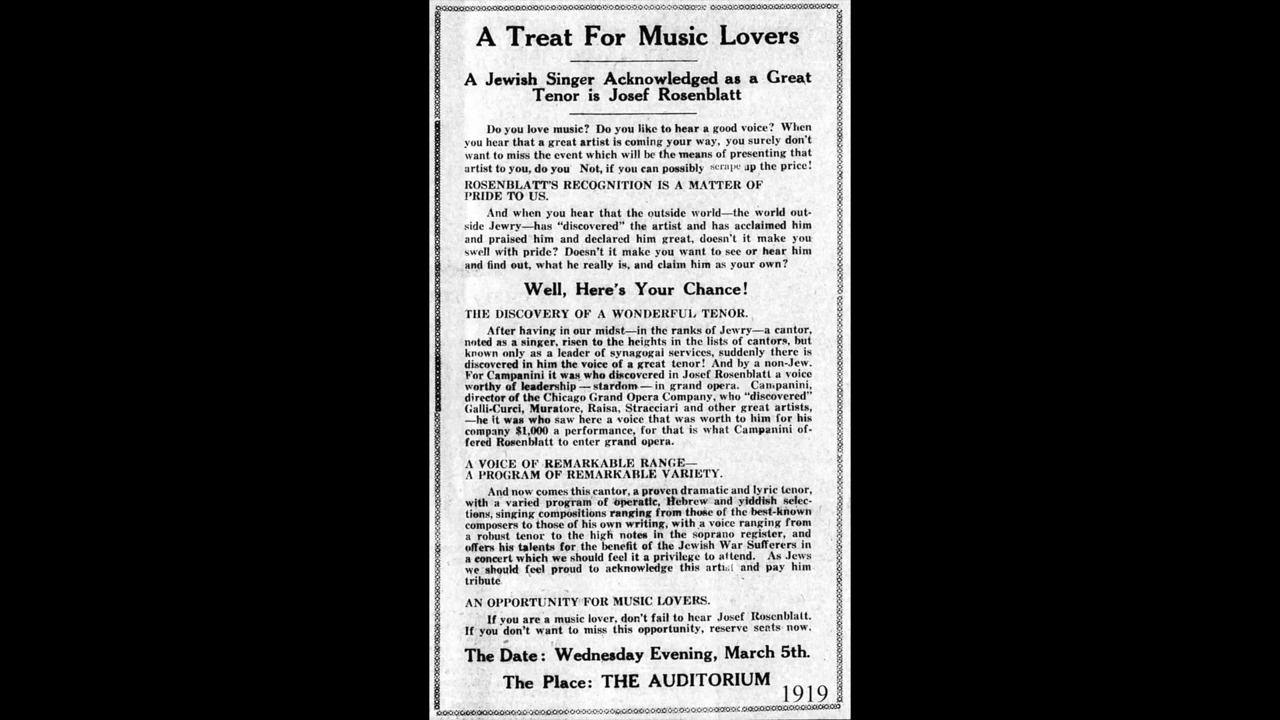 A Treat For Music Lovers
A Jewish Singer Acknowledged as a Great
Tenor is Josef Rosenblatt
Do you love music? Do you like to hear a good voice? When
you hear that a great artist is coming your way, you surely don't
want to miss the event which will be the means of presenting that
artist to you, do you Not, if you can possibly scrape up the price!
ROSENBLATT'S RECOGNITION IS A MATTER OF
PRIDE TO US.
And when you hear that the outside world—the world out-
side Jewry—has "discovered" the artist and has acclaimed him
and praised him and declared him great, doesn't it make you
swell with pride? Doesn't it make you want to see or hear him
and find out, what he really is, and claim him as your own?
Well, Here's Your Chance!
THE DISCOVERY OF A WONDERFUL TENOR.
After having in our midst—in the ranks of Jewry—a cantor,
noted as a singer, risen to the heights in the lists of cantors, but
known only as a leader of synagogal services, suddenly there is
discovered in him the voice of a great tenor! And by a non-Jew.
For Campanini it was who discovered in Josef Rosenblatt a voice
worthy of leadership—stardom—in grand opera. Campanini,
director of the Chicago Grand Opera Company, who "discovered"
Galli-Curci, Muratore, Raisa, Stracciari and other great artists,
—he it was who saw here a voice that was worth to him for his
company $1,000 a performance, for that is what Campanini of-
fered Rosenblatt to enter grand opera.
A VOICE OF REMARKABLE RANGE—
A PROGRAM OF REMARKABLE VARIETY.
And now comes this cantor, a proven dramatic and lyric tenor,
with a varied program of operatic, Hebrew and yiddish selec-
tions, singing compositions ranging from those of the best-known
composers to those of his own writing, with a voice ranging from
a robust tenor to the high notes in the soprano register, and
offers his talents for the benefit of the Jewish War Sufferers in
a concert which we should feel it a privilege to attend. As Jews
we should feel proud to acknowledge this artist and pay him
tribute
AN OPPORTUNITY FOR MUSIC LOVERS.
If you are a music lover, don't fail to hear Josef Rosenblatt.
If you don't want to miss this opportunity, reserve seats now.
The Date: Wednesday Evening, March 5th.
The Place: THE AUDITORIUM
1919